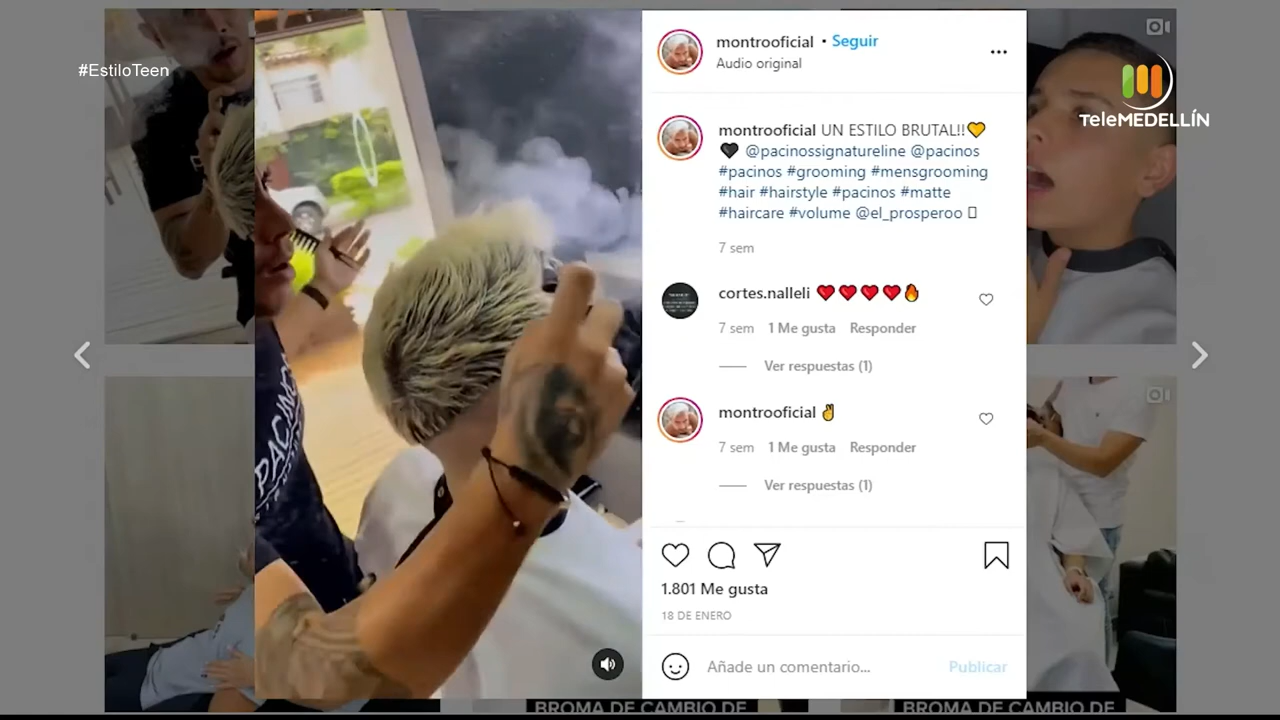 #EstiloTeen
TeleMEDELLÍN
PACINO
montrooficial • Seguir
Audio original
montrooficial UN ESTILO BRUTAL!!💛
🖤 @pacinossignatureline @pacinos
#pacinos #grooming #mensgrooming
#hair #hairstyle #pacinos #matte
#haircare #volume @el_prosperoo
7 sem
cortes.nalleli ❤️❤️❤️❤️🔥
7 sem 1 Me gusta Responder
Ver respuestas (1)
montrooficial ✌️
7 sem 1 Me gusta Responder
Ver respuestas (1)
1.801 Me gusta
18 DE ENERO
Añade un comentario... Publicar
BROMA DE CAMBIO DE
BROMA DE CAMBIO DE